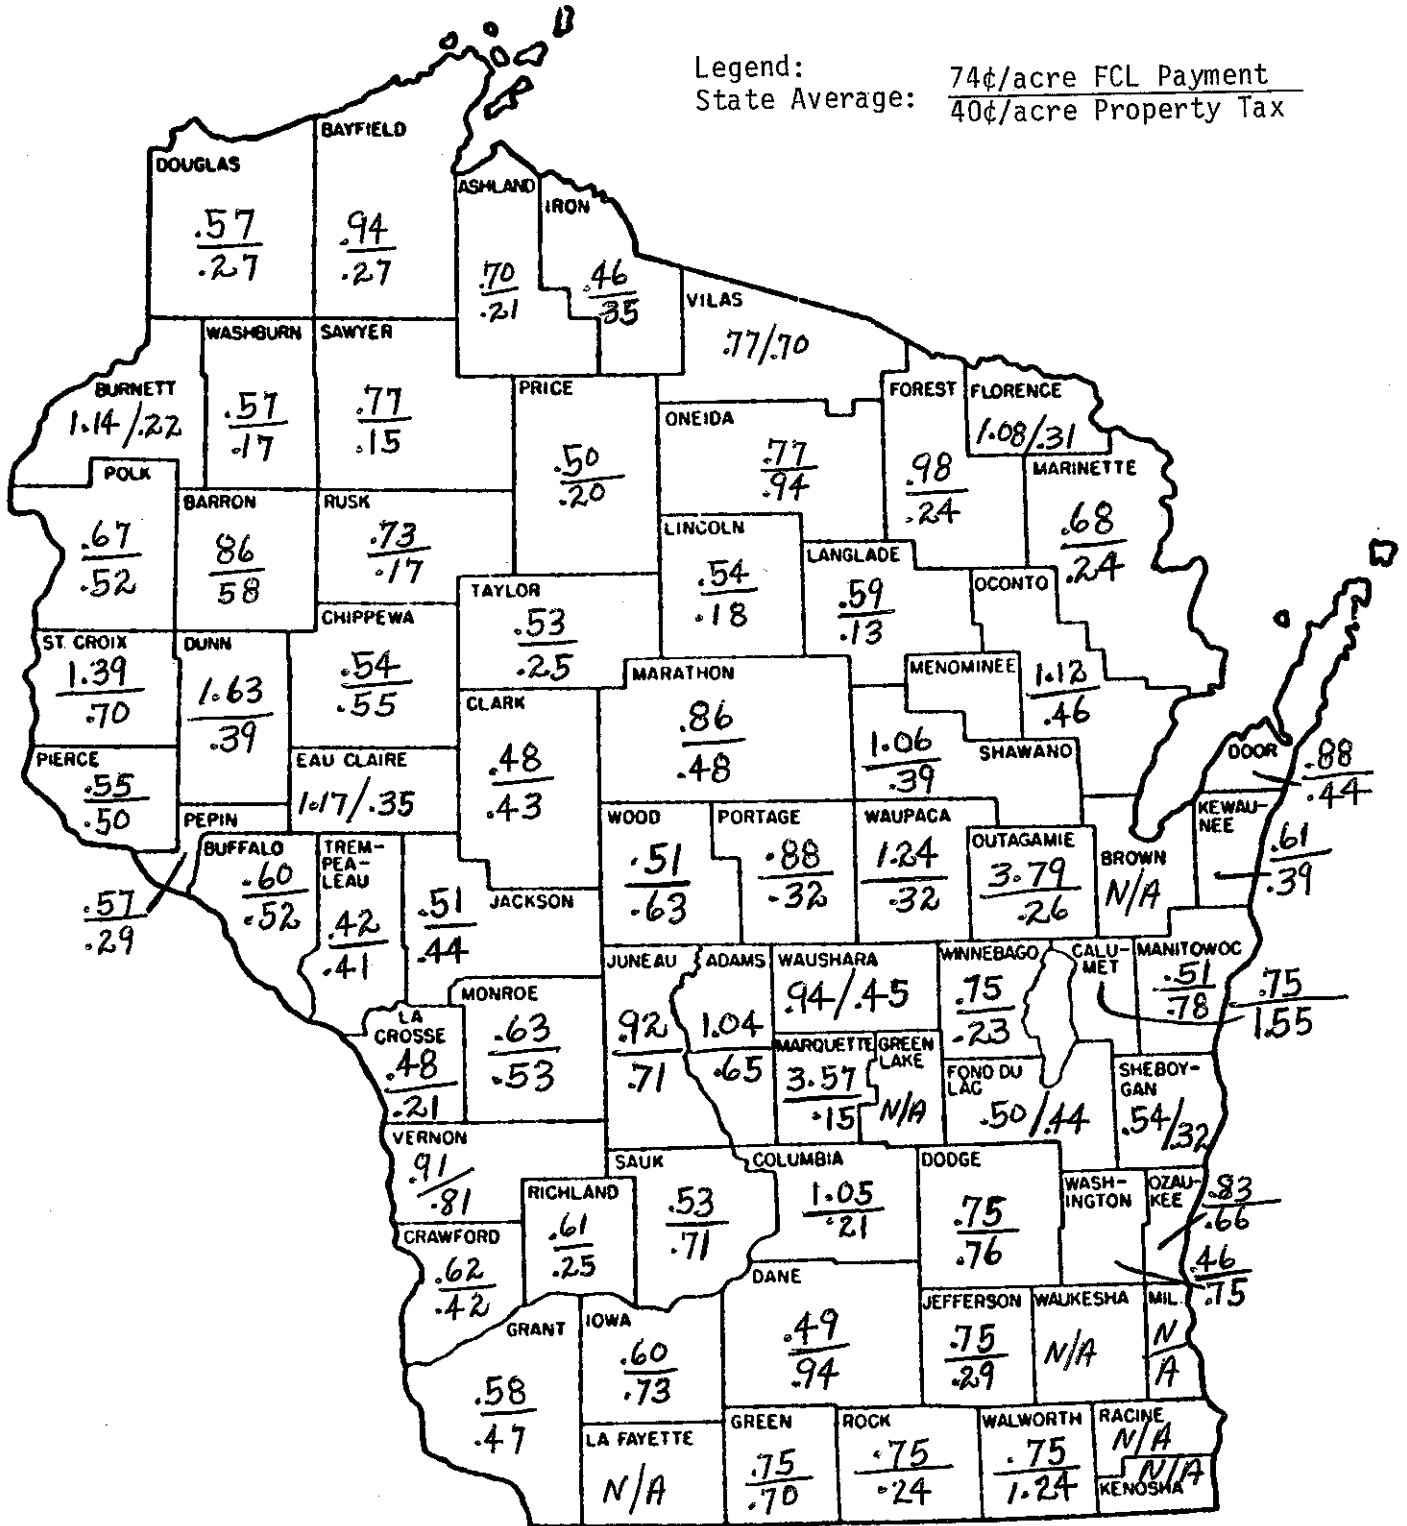 Legend:
State Average: 74¢/acre FCL Payment
40¢/acre Property Tax
BAYFIELD
.94
.27
DOUGLAS
.57
.27
ASHLAND
.70
.21
IRON
.46
.35
VILAS
.77/.70
WASHBURN
.57
.17
SAWYER
.77
.15
BURNETT
1.14/.22
PRICE
.50
.20
ONEIDA
.77
.94
FOREST
.98
.24
FLORENCE
1.08/.31
MARINETTE
.68
.24
POLK
.67
.52
BARRON
86
58
RUSK
.73
.17
LINCOLN
.54
.18
LANGLADE
.59
.13
OCONTO
1.12
.46
TAYLOR
.53
.25
CHIPPEWA
.54
.55
ST. CROIX
1.39
.70
DUNN
1.63
.39
MARATHON
.86
.48
MENOMINEE
CLARK
.48
.43
SHAWANO
1.06
.39
PIERCE
.55
.50
EAU CLAIRE
1.17/.35
DOOR
.88
.44
KEWAU-
NEE
.61
.39
PEPIN
.57
.29
BUFFALO
.60
.52
TREM-
PEA-
LEAU
.42
.41
JACKSON
.51
.44
WOOD
.51
.63
PORTAGE
.88
.32
WAUPACA
1.24
.32
OUTAGAMIE
3.79
.26
BROWN
N/A
JUNEAU
.92
.71
ADAMS
1.04
.65
WAUSHARA
.94/.45
WINNEBAGO
.75
.23
CALU-
MET
.75
1.55
MANITOWOC
.51
.78
MONROE
.63
.53
LA
CROSSE
.48
.21
MARQUETTE
3.57
.15
GREEN
LAKE
N/A
FOND DU
LAC
.50/.44
SHEBOY-
GAN
.54/.32
VERNON
.91
.81
SAUK
.53
.71
COLUMBIA
1.05
.21
DODGE
.75
.76
WASH-
INGTON
.46
.75
OZAU-
KEE
.83
.66
RICHLAND
.61
.25
CRAWFORD
.62
.42
DANE
.49
.94
JEFFERSON
.75
.29
WAUKESHA
N/A
MIL.
N
A
GRANT
.58
.47
IOWA
.60
.73
LA FAYETTE
N/A
GREEN
.75
.70
ROCK
.75
.24
WALWORTH
.75
1.24
RACINE
N/A
N/A
KENOSHA